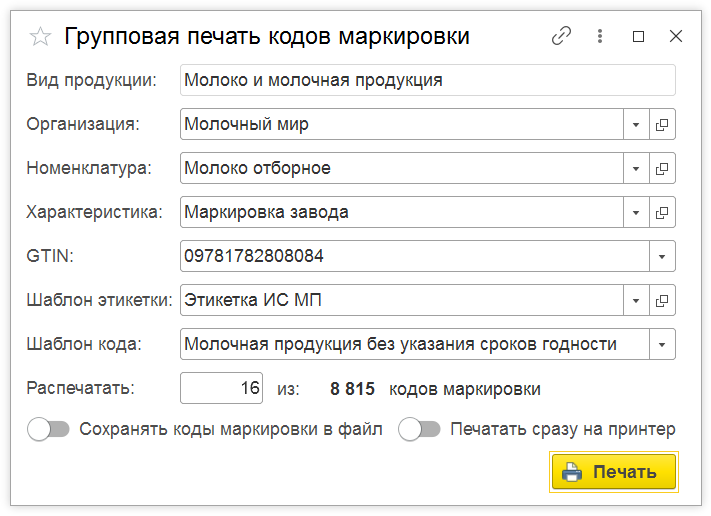 Групповая печать кодов маркировки
Вид продукции: Молоко и молочная продукция
Организация: Молочный мир
Номенклатура: Молоко отборное
Характеристика: Маркировка завода
GTIN: 09781782808084
Шаблон этикетки: Этикетка ИС МП
Шаблон кода: Молочная продукция без указания сроков годности
Распечатать: 16 из: 8 815 кодов маркировки
Сохранять коды маркировки в файл Печатать сразу на принтер
Печать